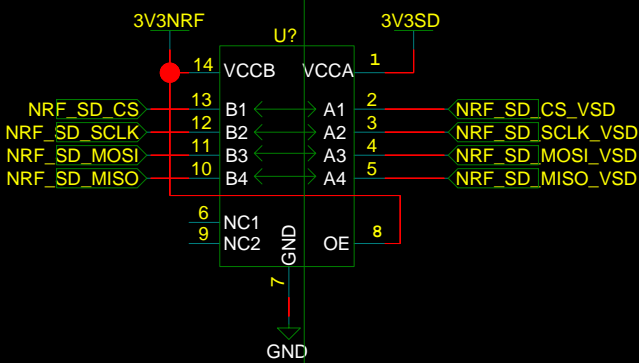 3V3NRF 3V3SD
U?
14 VCCB VCCA 1
NRF_SD_CS 13 B1 A1 2 NRF_SD_CS_VSD
NRF_SD_SCLK 12 B2 A2 3 NRF_SD_SCLK_VSD
NRF_SD_MOSI 11 B3 A3 4 NRF_SD_MOSI_VSD
NRF_SD_MISO 10 B4 A4 5 NRF_SD_MISO_VSD
6 NC1
9 NC2 GND OE 8
7
GND